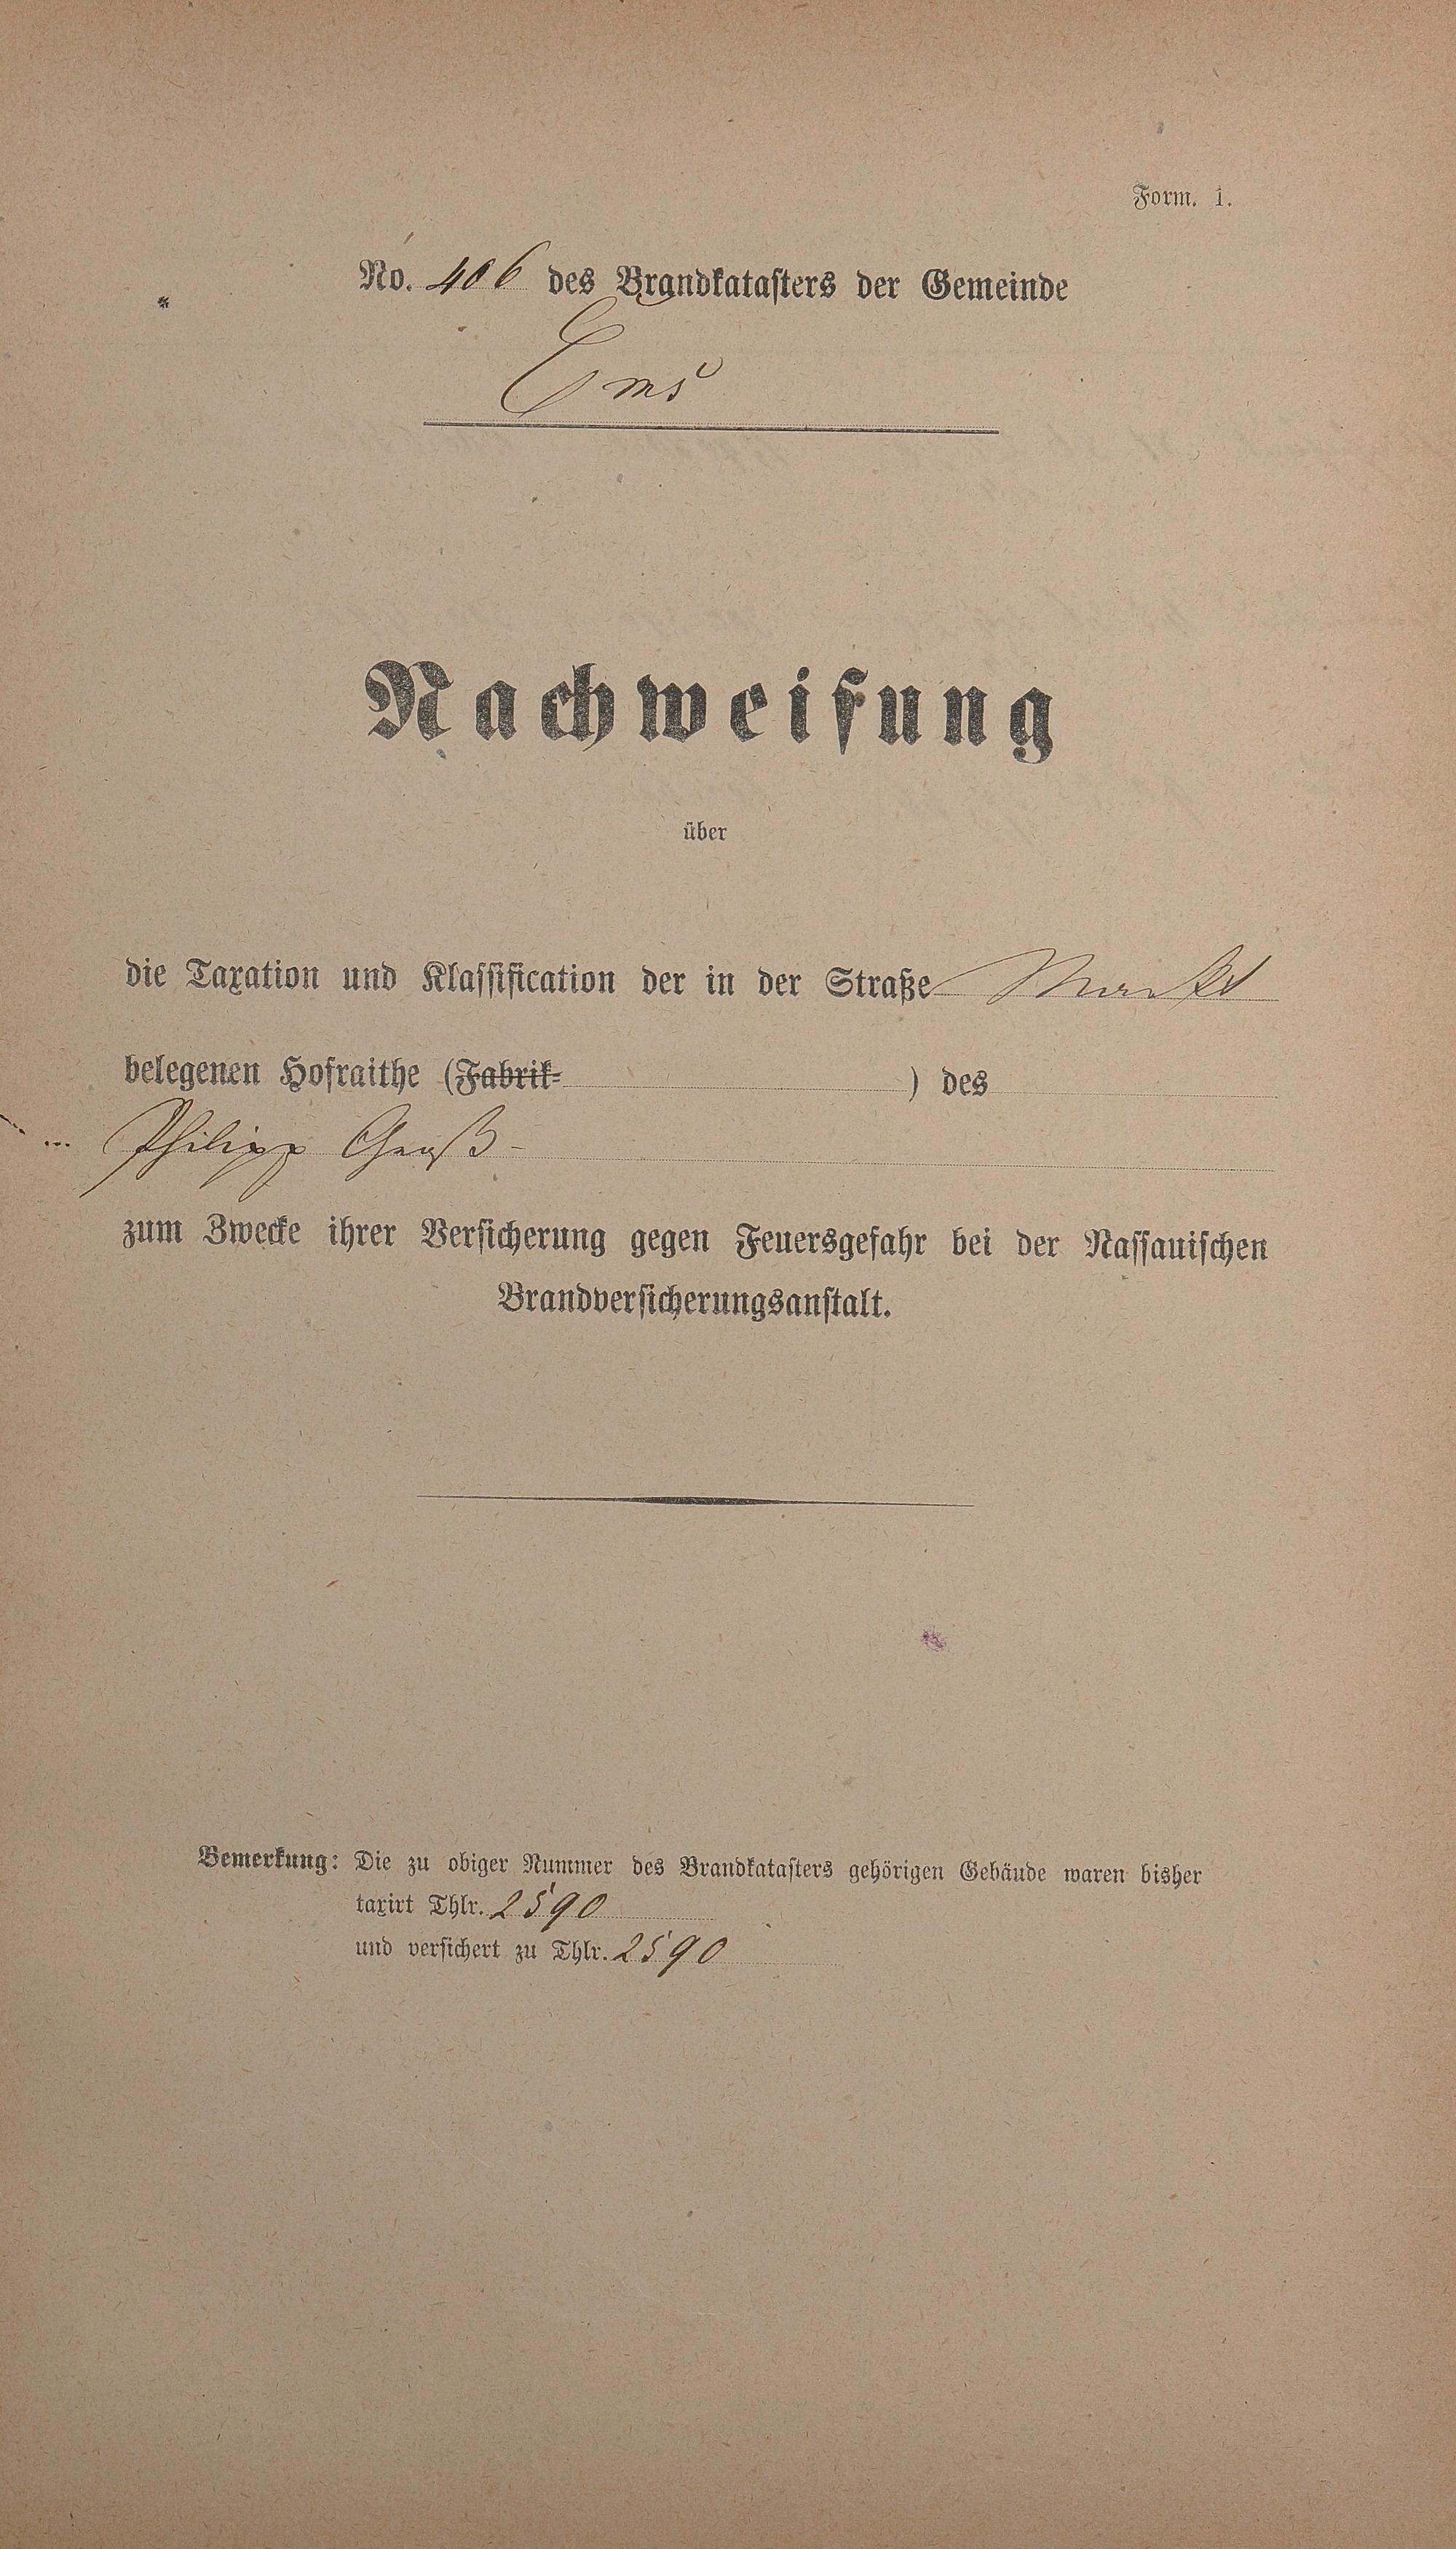 Form. 1.
No. 406 des Brandkatasters der Gemeinde
Ems
Nachweisung
über
die Taxation und Klassification der in der Straße Markt
belegenen Hofraithe (Fabrik- ) des
Philipp
zum Zwecke ihrer Versicherung gegen Feuersgefahr bei der Nassauischen
Brandversicherungsanstalt.
Bemerkung: Die zu obiger Nummer des Brandkatasters gehörigen Gebäude waren bisher
taxirt Thlr. 2590
und versichert zu Thlr. 2590